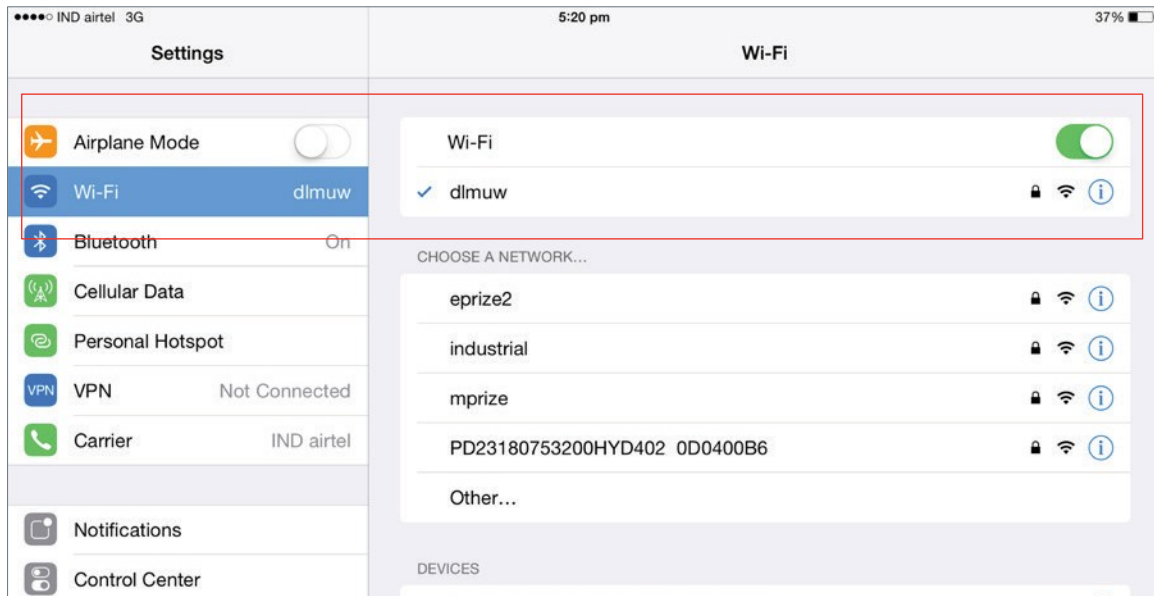 IND airtel 3G 5:20 pm 37%
Settings
Wi-Fi
Airplane Mode
Wi-Fi dlmuw
Bluetooth On
Cellular Data
Personal Hotspot
VPN VPN Not Connected
Carrier IND airtel
Notifications
Control Center
Wi-Fi
dlmuw
CHOOSE A NETWORK...
eprize2
industrial
mprize
PD23180753200HYD402 0D0400B6
Other...
DEVICES